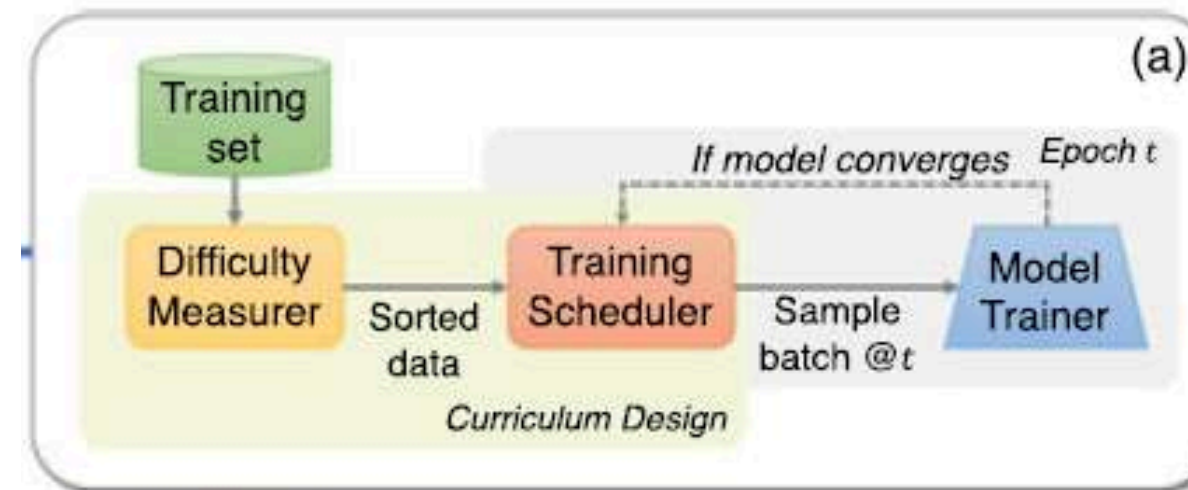 (a)
Training
set
If model converges
Epoch t
Difficulty
Measurer
Sorted
data
Training
Scheduler
Sample
batch @t
Model
Trainer
Curriculum Design